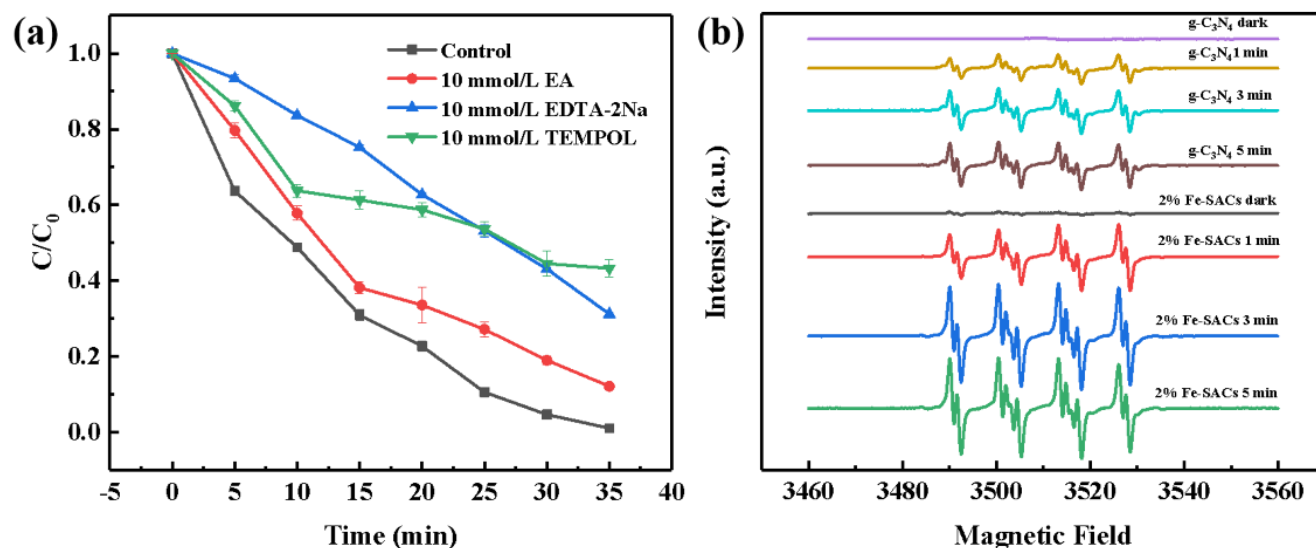 (a)
C/C0
1.0
0.8
0.6
0.4
0.2
0.0
Control
10 mmol/L EA
10 mmol/L EDTA-2Na
10 mmol/L TEMPOL
-5 0 5 10 15 20 25 30 35 40
Time (min)
(b)
Intensity (a.u.)
g-C3N4 dark
g-C3N4 1 min
g-C3N4 3 min
g-C3N4 5 min
2% Fe-SACs dark
2% Fe-SACs 1 min
2% Fe-SACs 3 min
2% Fe-SACs 5 min
3460 3480 3500 3520 3540 3560
Magnetic Field